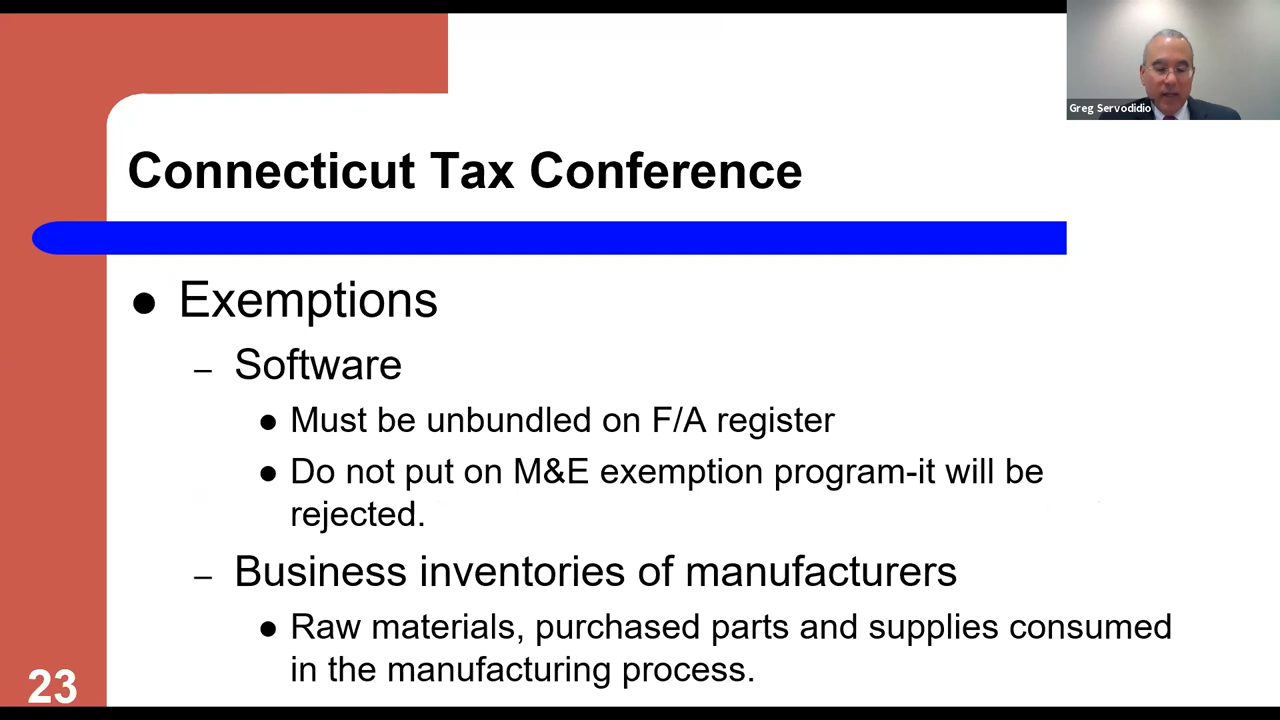 Greg Servodidio
Connecticut Tax Conference
● Exemptions
– Software
● Must be unbundled on F/A register
● Do not put on M&E exemption program-it will be
rejected.
– Business inventories of manufacturers
● Raw materials, purchased parts and supplies consumed
in the manufacturing process.
23